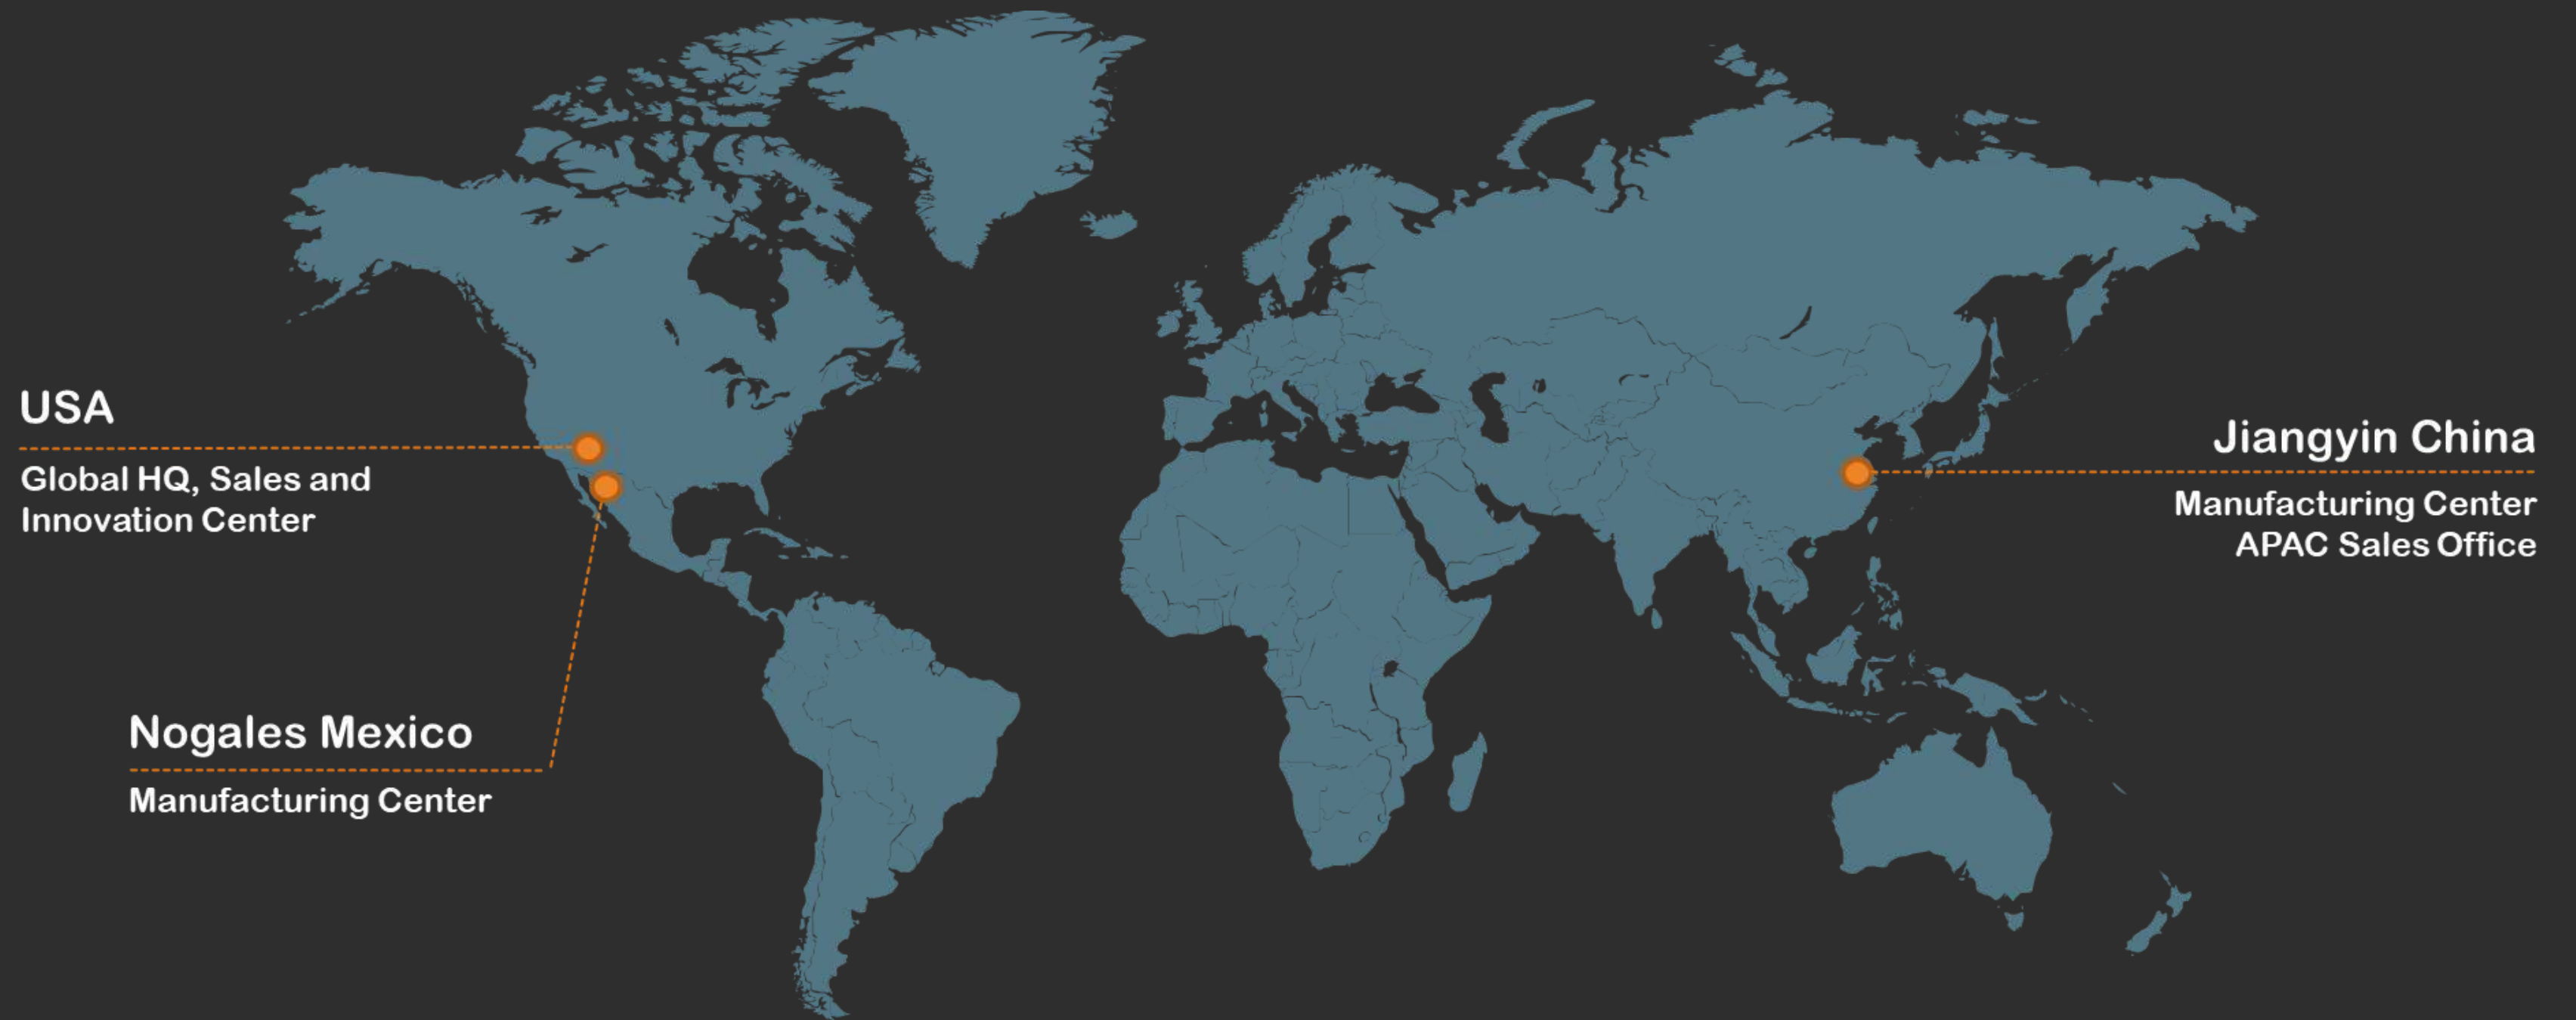 USA
Global HQ, Sales and
Innovation Center
Nogales Mexico
Manufacturing Center
Jiangyin China
Manufacturing Center
APAC Sales Office